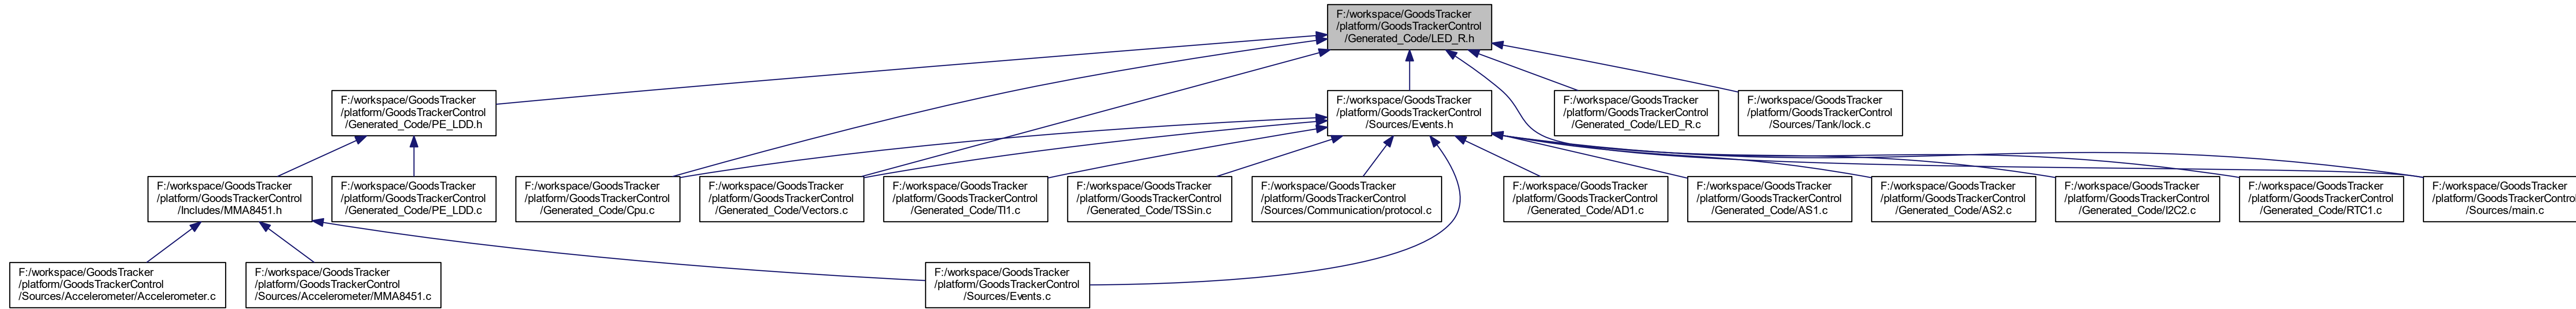 F:/workspace/GoodsTracker
/platform/GoodsTrackerControl
/Generated_Code/LED_R.h
F:/workspace/GoodsTracker
/platform/GoodsTrackerControl
/Generated_Code/PE_LDD.h
F:/workspace/GoodsTracker
/platform/GoodsTrackerControl
/Sources/Events.h
F:/workspace/GoodsTracker
/platform/GoodsTrackerControl
/Generated_Code/LED_R.c
F:/workspace/GoodsTracker
/platform/GoodsTrackerControl
/Sources/Tank/lock.c
F:/workspace/GoodsTracker
/platform/GoodsTrackerControl
/Includes/MMA8451.h
F:/workspace/GoodsTracker
/platform/GoodsTrackerControl
/Generated_Code/PE_LDD.c
F:/workspace/GoodsTracker
/platform/GoodsTrackerControl
/Generated_Code/Cpu.c
F:/workspace/GoodsTracker
/platform/GoodsTrackerControl
/Generated_Code/Vectors.c
F:/workspace/GoodsTracker
/platform/GoodsTrackerControl
/Generated_Code/TI1.c
F:/workspace/GoodsTracker
/platform/GoodsTrackerControl
/Generated_Code/TSSin.c
F:/workspace/GoodsTracker
/platform/GoodsTrackerControl
/Sources/Communication/protocol.c
F:/workspace/GoodsTracker
/platform/GoodsTrackerControl
/Generated_Code/AD1.c
F:/workspace/GoodsTracker
/platform/GoodsTrackerControl
/Generated_Code/AS1.c
F:/workspace/GoodsTracker
/platform/GoodsTrackerControl
/Generated_Code/AS2.c
F:/workspace/GoodsTracker
/platform/GoodsTrackerControl
/Generated_Code/I2C2.c
F:/workspace/GoodsTracker
/platform/GoodsTrackerControl
/Generated_Code/RTC1.c
F:/workspace/GoodsTracker
/platform/GoodsTrackerControl
/Sources/main.c
F:/workspace/GoodsTracker
/platform/GoodsTrackerControl
/Sources/Accelerometer/Accelerometer.c
F:/workspace/GoodsTracker
/platform/GoodsTrackerControl
/Sources/Accelerometer/MMA8451.c
F:/workspace/GoodsTracker
/platform/GoodsTrackerControl
/Sources/Events.c